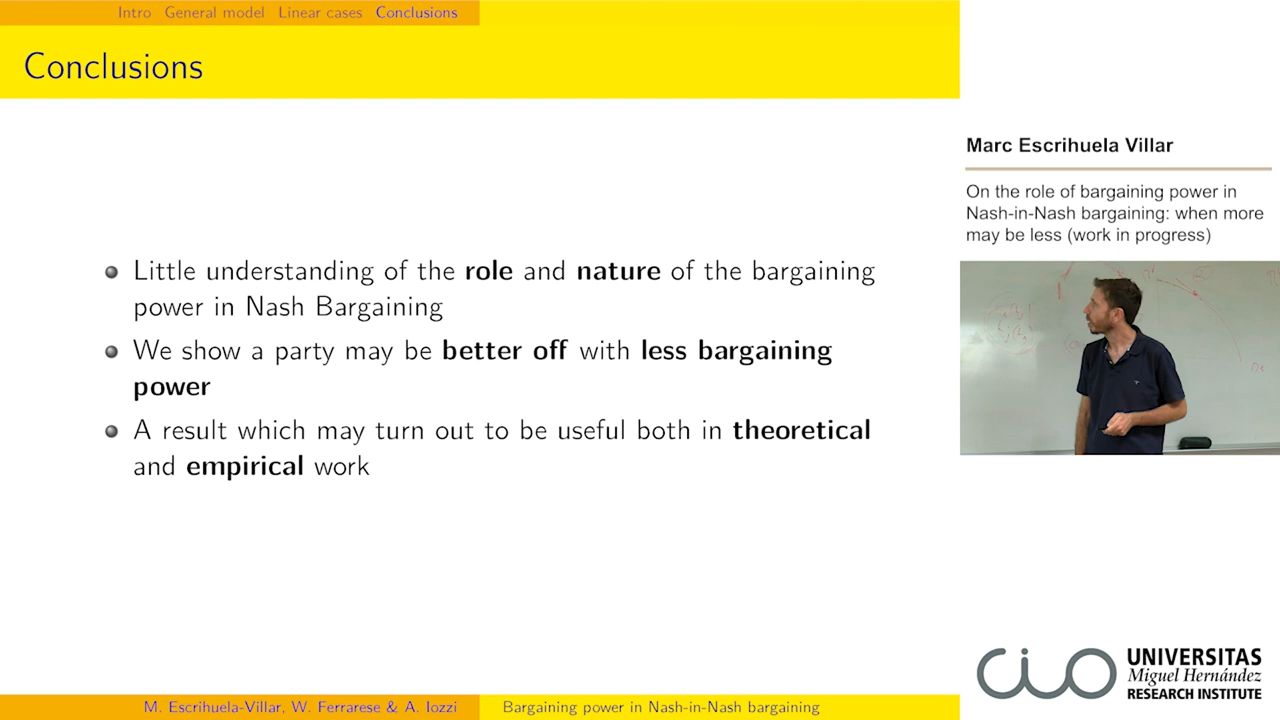 Intro General model Linear cases Conclusions
Conclusions
Little understanding of the role and nature of the bargaining
power in Nash Bargaining
We show a party may be better off with less bargaining
power
A result which may turn out to be useful both in theoretical
and empirical work
M. Escrihuela-Villar, W. Ferrarese & A. Iozzi
Bargaining power in Nash-in-Nash bargaining
Marc Escrihuela Villar
On the role of bargaining power in
Nash-in-Nash bargaining: when more
may be less (work in progress)
cio
UNIVERSITAS
Miguel Hernández
RESEARCH INSTITUTE